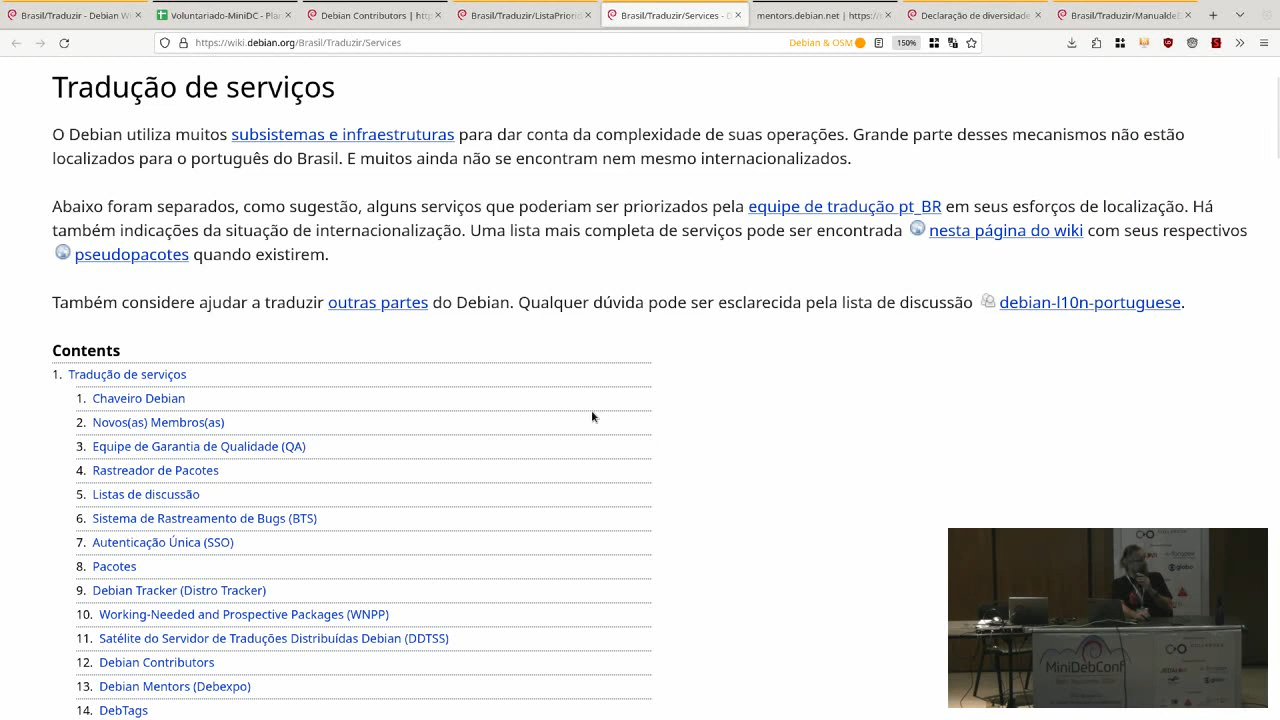 Brasil/Traduzir - Debian W
Voluntariado-MiniDC - Pla
Debian Contributors | htt
Brasil/Traduzir/ListaPriori
Brasil/Traduzir/Services - D
mentors.debian.net | https://
Declaração de diversidade
Brasil/Traduzir/Manualde
https://wiki.debian.org/Brasil/Traduzir/Services
Debian & OSM
150%
Tradução de serviços
O Debian utiliza muitos subsistemas e infraestruturas para dar conta da complexidade de suas operações. Grande parte desses mecanismos não estão
localizados para o português do Brasil. E muitos ainda não se encontram nem mesmo internacionalizados.
Abaixo foram separados, como sugestão, alguns serviços que poderiam ser priorizados pela equipe de tradução pt_BR em seus esforços de localização. Há
também indicações da situação de internacionalização. Uma lista mais completa de serviços pode ser encontrada nesta página do wiki com seus respectivos
pseudopacotes quando existirem.
Também considere ajudar a traduzir outras partes do Debian. Qualquer dúvida pode ser esclarecida pela lista de discussão debian-l10n-portuguese.
Contents
1. Tradução de serviços
1. Chaveiro Debian
2. Novos(as) Membros(as)
3. Equipe de Garantia de Qualidade (QA)
4. Rastreador de Pacotes
5. Listas de discussão
6. Sistema de Rastreamento de Bugs (BTS)
7. Autenticação Única (SSO)
8. Pacotes
9. Debian Tracker (Distro Tracker)
10. Working-Needed and Prospective Packages (WNPP)
11. Satélite do Servidor de Traduções Distribuídas Debian (DDTSS)
12. Debian Contributors
13. Debian Mentors (Debexpo)
14. DebTags
globo
MiniDebConf
globo